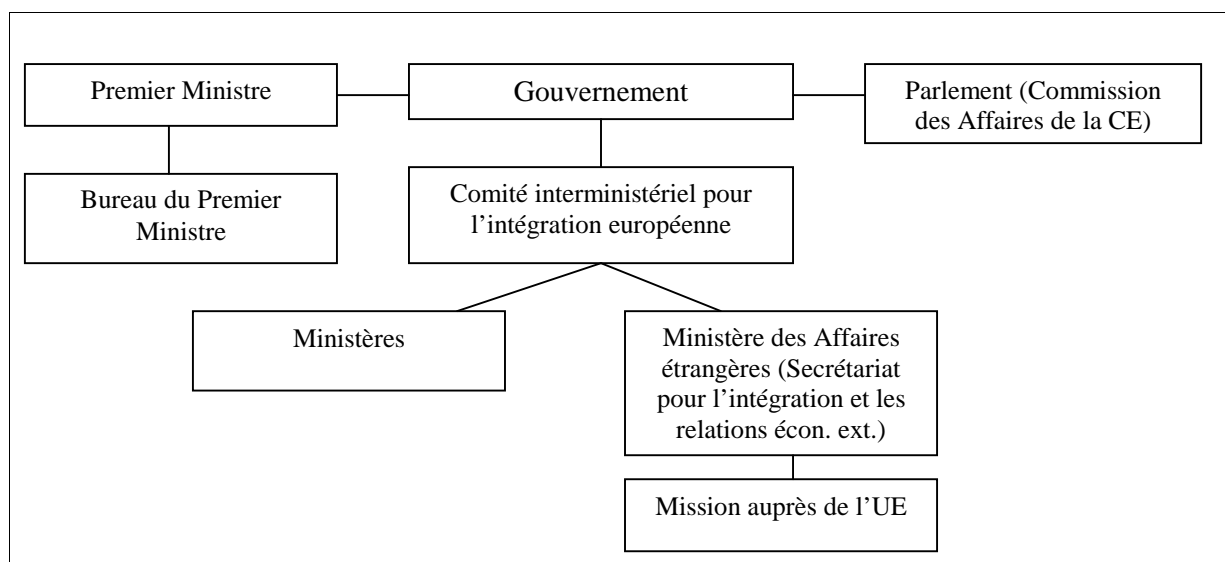 Premier Ministre
Gouvernement
Parlement (Commission
des Affaires de la CE)
Bureau du Premier
Ministre
Comité interministériel pour
l’intégration européenne
Ministères
Ministère des Affaires
étrangères (Secrétariat
pour l’intégration et les
relations écon. ext.)
Mission auprès de l’UE